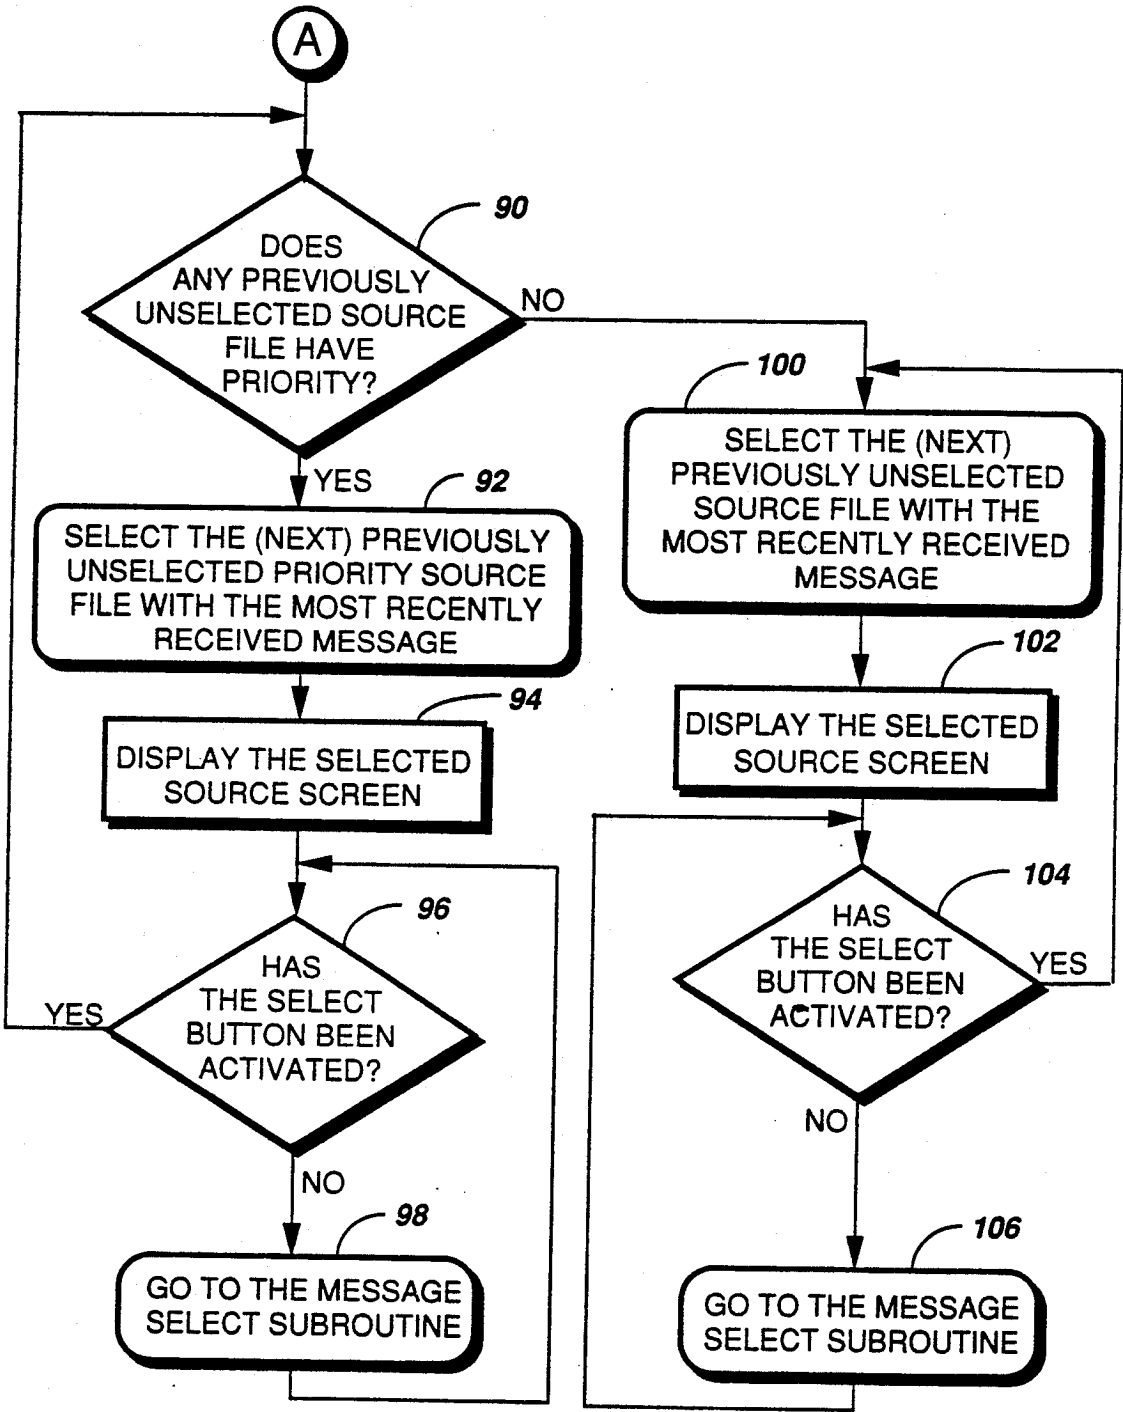 A
90
DOES
ANY PREVIOUSLY
UNSELECTED SOURCE
FILE HAVE
PRIORITY?
NO
YES
92
SELECT THE (NEXT) PREVIOUSLY
UNSELECTED PRIORITY SOURCE
FILE WITH THE MOST RECENTLY
RECEIVED MESSAGE
94
DISPLAY THE SELECTED
SOURCE SCREEN
96
HAS
THE SELECT
BUTTON BEEN
ACTIVATED?
YES
NO
98
GO TO THE MESSAGE
SELECT SUBROUTINE
100
SELECT THE (NEXT)
PREVIOUSLY UNSELECTED
SOURCE FILE WITH THE
MOST RECENTLY RECEIVED
MESSAGE
102
DISPLAY THE SELECTED
SOURCE SCREEN
104
HAS
THE SELECT
BUTTON BEEN
ACTIVATED?
YES
NO
106
GO TO THE MESSAGE
SELECT SUBROUTINE